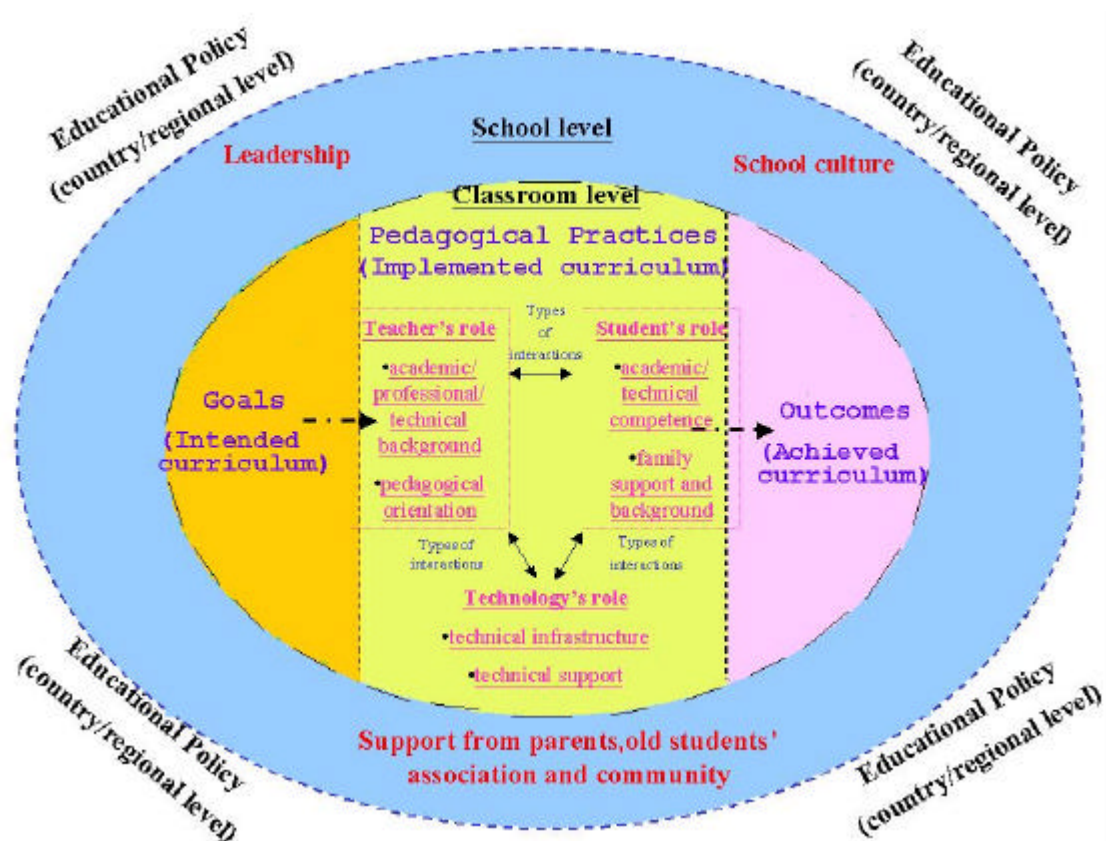 Educational Policy
(country/regional level)
Educational Policy
(country/regional level)
School level
Leadership
School culture
Classroom level
Pedagogical Practices
(Implemented curriculum)
Types
of
interactions
Teacher's role
•academic/
professional/
technical
background
•pedagogical
orientation
Student's role
•academic/
technical
competence
•family
support and
background
Goals
(Intended
curriculum)
Outcomes
(Achieved
curriculum)
Types of
interactions
Types of
interactions
Technology's role
•technical infrastructure
•technical support
Support from parents,old students'
association and community
Educational Policy
(country/regional level)
Educational Policy
(country/regional level)